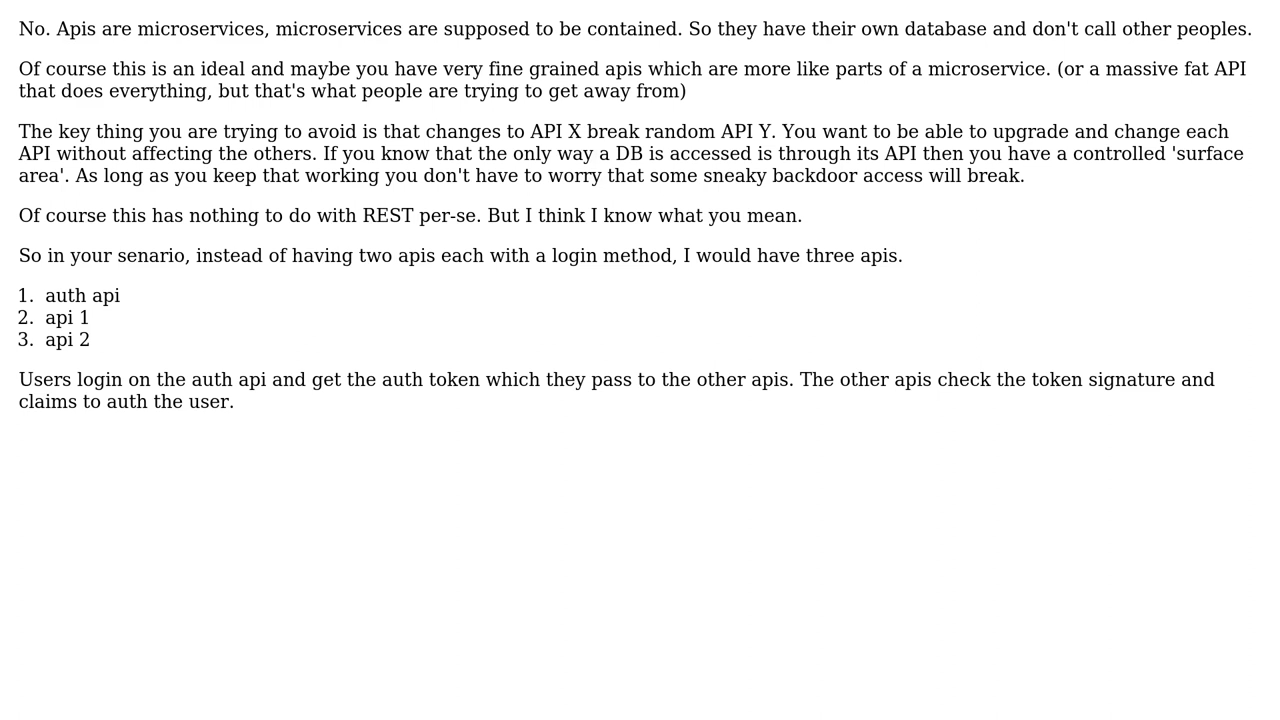 No. Apis are microservices, microservices are supposed to be contained. So they have their own database and don't call other peoples.
Of course this is an ideal and maybe you have very fine grained apis which are more like parts of a microservice. (or a massive fat API
that does everything, but that's what people are trying to get away from)
The key thing you are trying to avoid is that changes to API X break random API Y. You want to be able to upgrade and change each
API without affecting the others. If you know that the only way a DB is accessed is through its API then you have a controlled 'surface
area'. As long as you keep that working you don't have to worry that some sneaky backdoor access will break.
Of course this has nothing to do with REST per-se. But I think I know what you mean.
So in your senario, instead of having two apis each with a login method, I would have three apis.
1. auth api
2. api 1
3. api 2
Users login on the auth api and get the auth token which they pass to the other apis. The other apis check the token signature and
claims to auth the user.